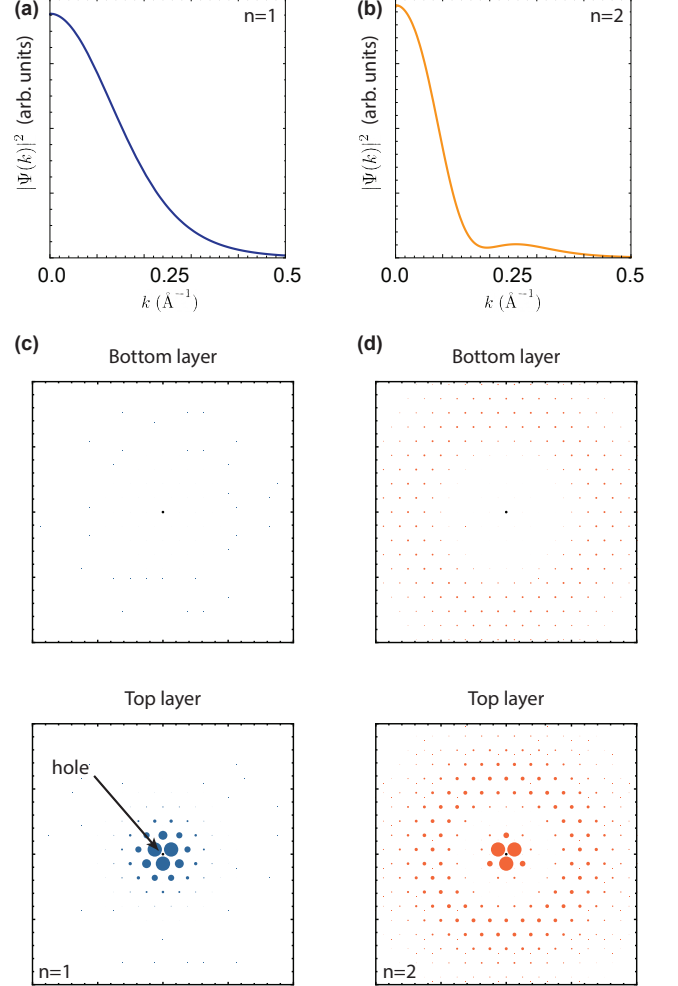 (a)
n=1
|Ψ(k)|² (arb. units)
0.0 0.25 0.5
k (Å⁻¹)
(b)
n=2
|Ψ(k)|² (arb. units)
0.0 0.25 0.5
k (Å⁻¹)
(c)
Bottom layer
(d)
Bottom layer
Top layer
hole
n=1
Top layer
n=2